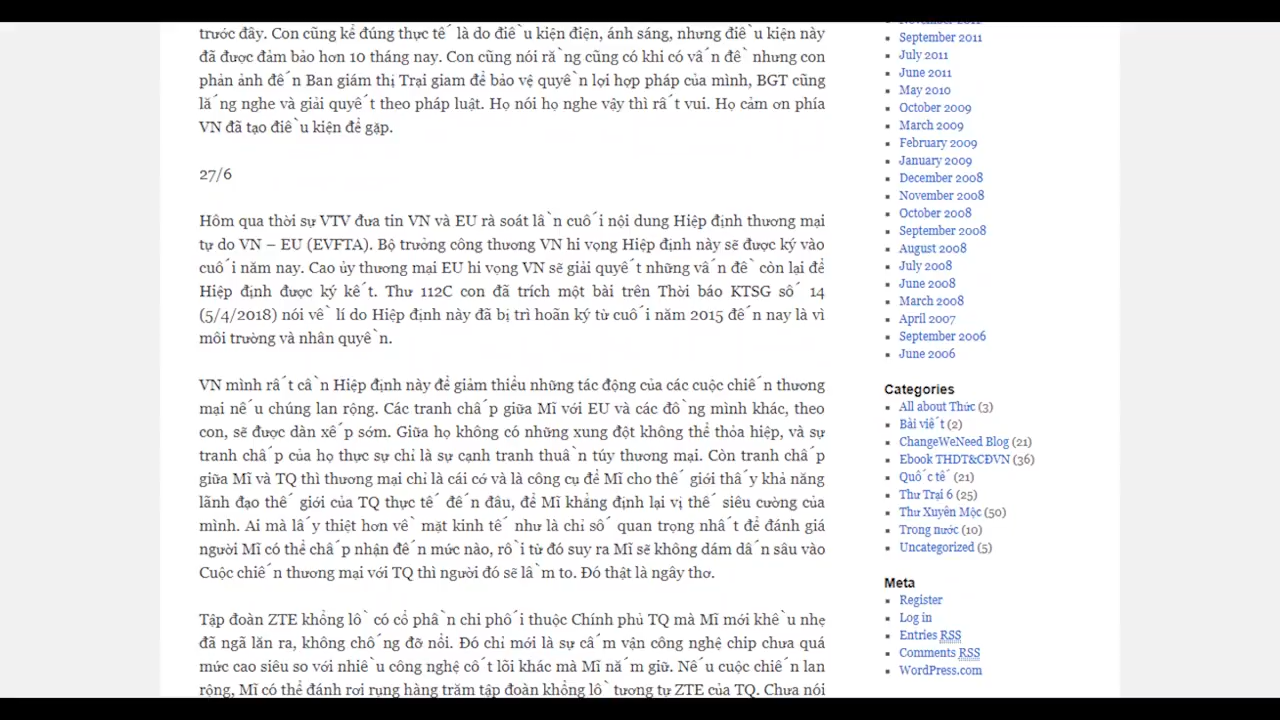 trước đây. Con cũng kể đúng thực tế là do điều kiện điện, ánh sáng, nhưng điều kiện này
đã được đảm bảo hơn 10 tháng nay. Con cũng nói rằng cũng có khi có vấn đề nhưng con
phản ánh đến Ban giám thị Trại giam để bảo vệ quyền lợi hợp pháp của mình, BGT cũng
lắng nghe và giải quyết theo pháp luật. Họ nói họ nghe vậy thì rất vui. Họ cảm ơn phía
VN đã tạo điều kiện để gặp.
27/6
Hôm qua thời sự VTV đưa tin VN và EU rà soát lần cuối nội dung Hiệp định thương mại
tự do VN – EU (EVFTA). Bộ trưởng công thương VN hi vọng Hiệp định này sẽ được ký vào
cuối năm nay. Cao ủy thương mại EU hi vọng VN sẽ giải quyết những vấn đề còn lại để
Hiệp định được ký kết. Thư 112C con đã trích một bài trên Thời báo KTSG số 14
(5/4/2018) nói về lí do Hiệp định này đã bị trì hoãn ký từ cuối năm 2015 đến nay là vì
môi trường và nhân quyền.
VN mình rất cần Hiệp định này để giảm thiểu những tác động của các cuộc chiến thương
mại nếu chúng lan rộng. Các tranh chấp giữa Mĩ với EU và các đồng minh khác, theo
con, sẽ được dàn xếp sớm. Giữa họ không có những xung đột không thể thỏa hiệp, và sự
tranh chấp của họ thực sự chỉ là sự cạnh tranh thuần túy thương mại. Còn tranh chấp
giữa Mĩ và TQ thì thương mại chỉ là cái cớ và là công cụ để Mĩ cho thế giới thấy khả năng
lãnh đạo thế giới của TQ thực tế đến đâu, để Mĩ khẳng định lại vị thế siêu cường của
mình. Ai mà lấy thiệt hơn về mặt kinh tế như là chỉ số quan trọng nhất để đánh giá
người Mĩ có thể chấp nhận đến mức nào, rồi từ đó suy ra Mĩ sẽ không dám dấn sâu vào
Cuộc chiến thương mại với TQ thì người đó sẽ lầm to. Đó thật là ngây thơ.
Tập đoàn ZTE khổng lồ có cổ phần chi phối thuộc Chính phủ TQ mà Mĩ mới khều nhẹ
đã ngã lăn ra, không chống đỡ nổi. Đó chỉ mới là sự cấm vận công nghệ chip chưa quá
mức cao siêu so với nhiều công nghệ cốt lõi khác mà Mĩ nắm giữ. Nếu cuộc chiến lan
rộng, Mĩ có thể đánh rơi rụng hàng trăm tập đoàn khổng lồ tương tự ZTE của TQ. Chưa nói
November 2011
September 2011
July 2011
June 2011
May 2010
October 2009
March 2009
February 2009
January 2009
December 2008
November 2008
October 2008
September 2008
August 2008
July 2008
June 2008
March 2008
April 2007
September 2006
June 2006
Categories
All about Thức (3)
Bài viết (2)
ChangeWeNeed Blog (21)
Ebook THDT&CĐVN (36)
Quốc tế (21)
Thư Trại 6 (25)
Thư Xuyên Mộc (50)
Trong nước (10)
Uncategorized (5)
Meta
Register
Log in
Entries RSS
Comments RSS
WordPress.com